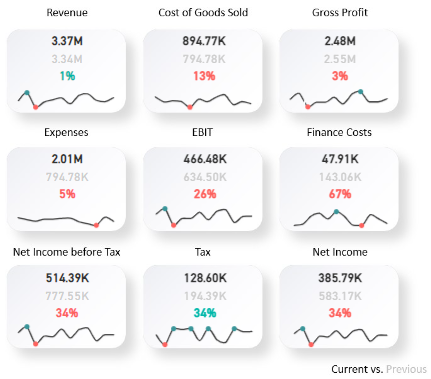 Revenue
3.37M
3.34M
1%
Cost of Goods Sold
894.77K
794.78K
13%
Gross Profit
2.48M
2.55M
3%
Expenses
2.01M
794.78K
5%
EBIT
466.48K
634.50K
26%
Finance Costs
47.91K
143.06K
67%
Net Income before Tax
514.39K
777.55K
34%
Tax
128.60K
194.39K
34%
Net Income
385.79K
583.17K
34%
Current vs. Previous